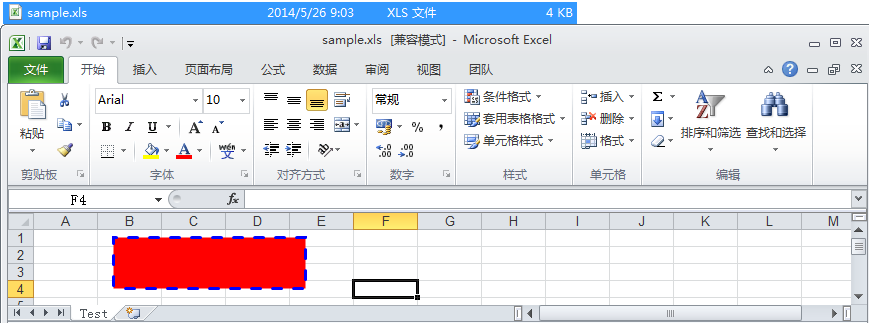 sample.xls 2014/5/26 9:03 XLS 文件 4 KB
sample.xls [兼容模式] - Microsoft Excel
文件 开始 插入 页面布局 公式 数据 审阅 视图 团队
Arial 10 常规 条件格式 插入 Σ
粘贴 B I U A A % , 套用表格格式 删除 排序和筛选 查找和选择
A wén 文 .00 .0 单元格样式 格式
剪贴板 字体 对齐方式 数字 样式 单元格 编辑
F4 fx
A B C D E F G H I J K L M
1
2
3
4
Test